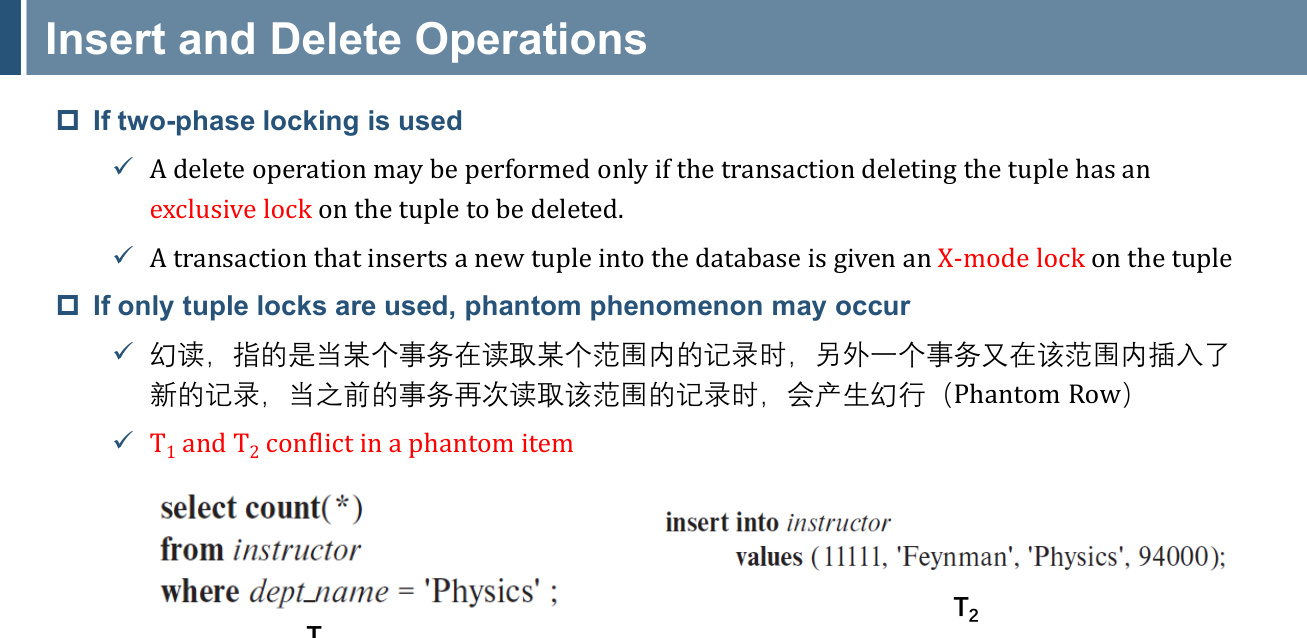 Insert and Delete Operations
If two-phase locking is used
A delete operation may be performed only if the transaction deleting the tuple has an
exclusive lock on the tuple to be deleted.
A transaction that inserts a new tuple into the database is given an X-mode lock on the tuple
If only tuple locks are used, phantom phenomenon may occur
幻读，指的是当某个事务在读取某个范围内的记录时，另外一个事务又在该范围内插入了
新的记录，当之前的事务再次读取该范围的记录时，会产生幻行（Phantom Row）
T₁ and T₂ conflict in a phantom item
select count(*)
from instructor
where dept_name = 'Physics' ;
insert into instructor
values (11111, 'Feynman', 'Physics', 94000);
T₂